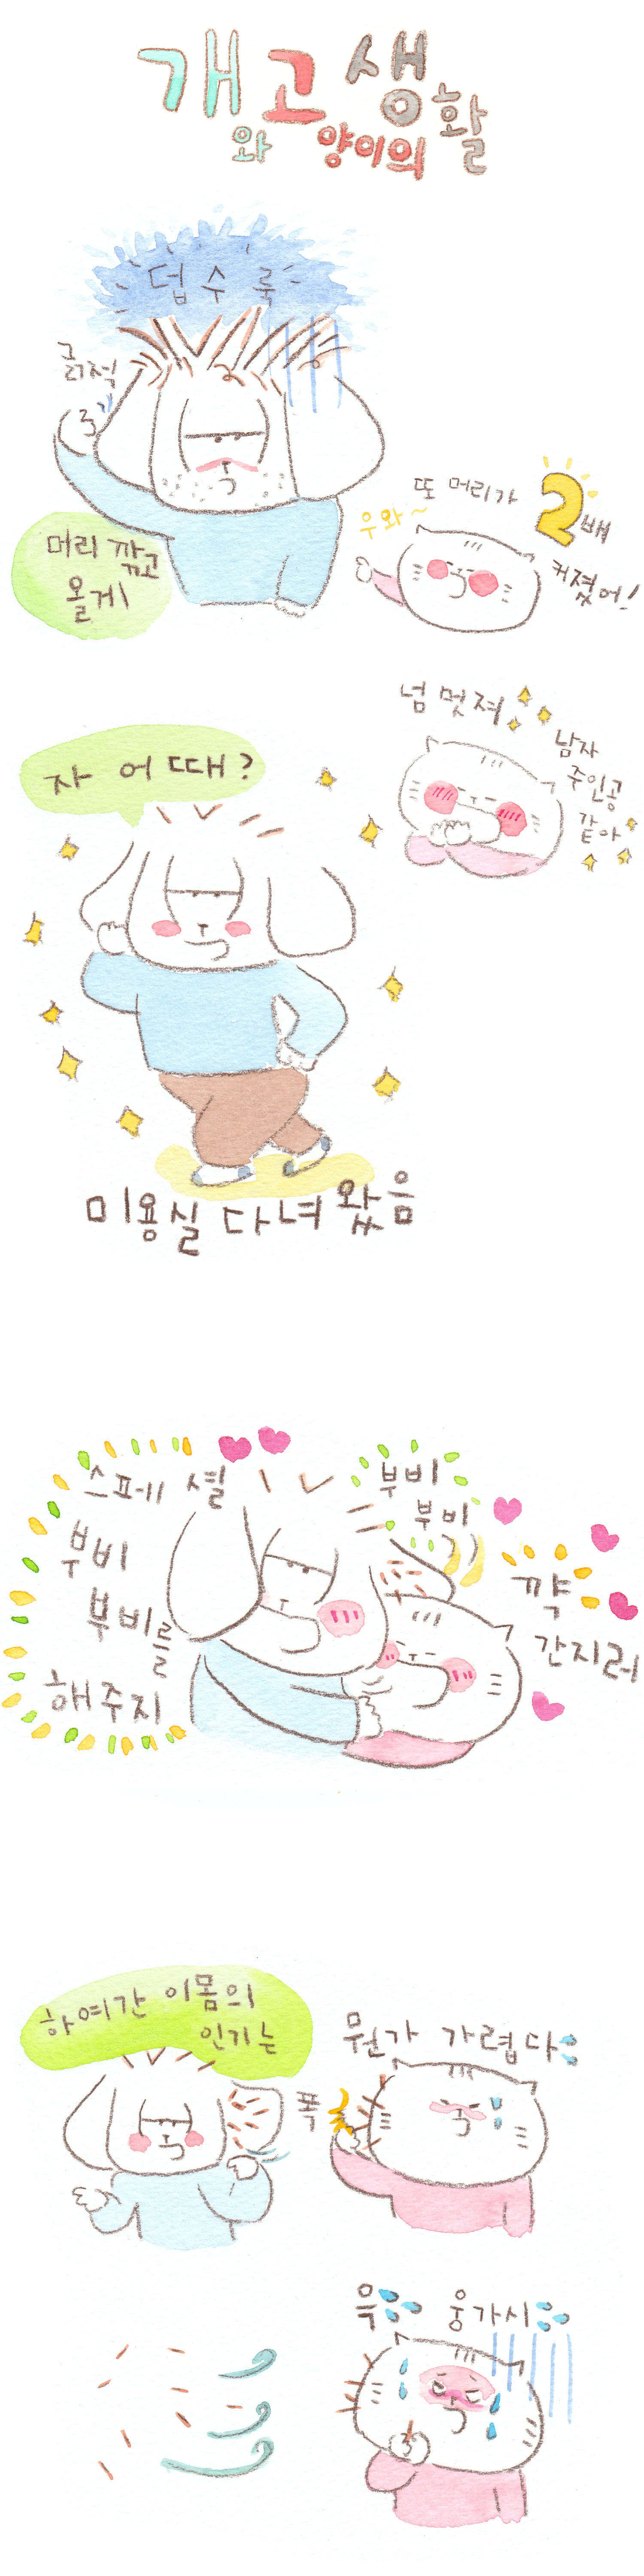 개고생
와 양이의 활
덥수룩
긁적
머리 깎고
올게!
우와~
또 머리가
2배
커졌어!
넘 멋져
남자
주인공
같아
자 어때?
미용실 다녀왔음
스페셜
부비
부비를
해주지
부비
부비
꺅
간지러
하여간 이몸의
인기는
뭔가 가렵다
폭
윽
웅가시